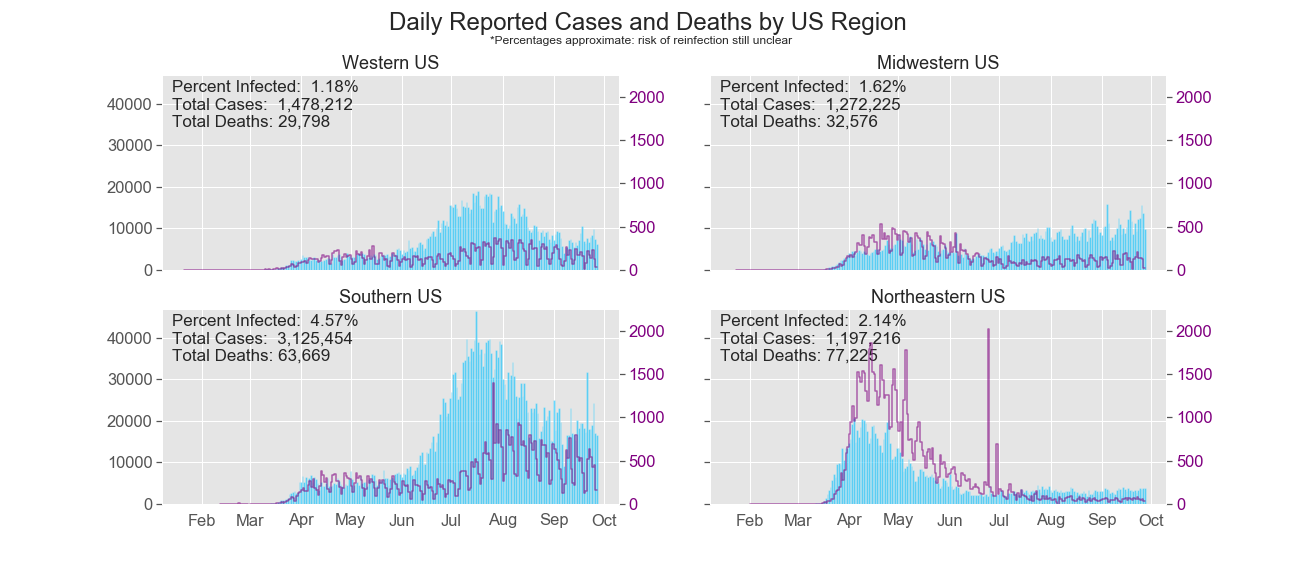 Daily Reported Cases and Deaths by US Region
*Percentages approximate: risk of reinfection still unclear
Western US
Percent Infected:  1.18%
Total Cases:  1,478,212
Total Deaths: 29,798
40000
30000
20000
10000
0
2000
1500
1000
500
0
Midwestern US
Percent Infected:  1.62%
Total Cases:  1,272,225
Total Deaths: 32,576
2000
1500
1000
500
0
Southern US
Percent Infected:  4.57%
Total Cases:  3,125,454
Total Deaths: 63,669
40000
30000
20000
10000
0
2000
1500
1000
500
0
Feb Mar Apr May Jun Jul Aug Sep Oct
Northeastern US
Percent Infected:  2.14%
Total Cases:  1,197,216
Total Deaths: 77,225
2000
1500
1000
500
0
Feb Mar Apr May Jun Jul Aug Sep Oct